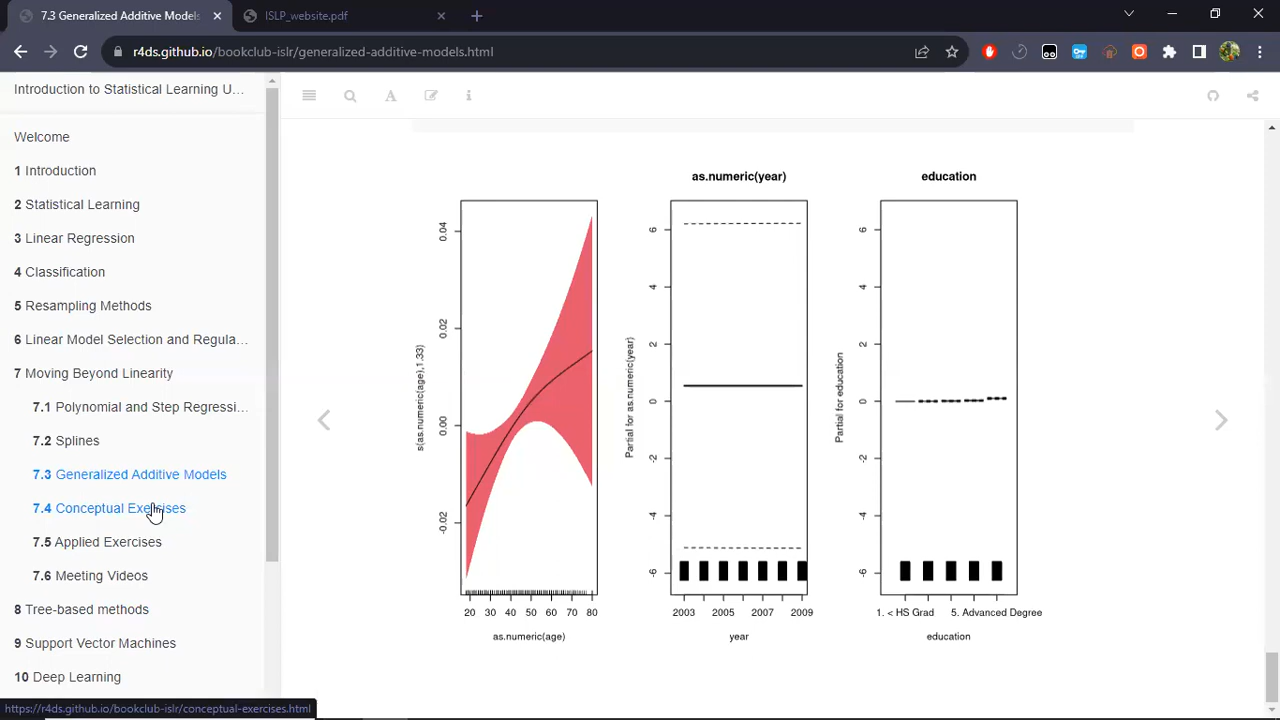 7.3 Generalized Additive Models
ISLP_website.pdf
r4ds.github.io/bookclub-islr/generalized-additive-models.html
Introduction to Statistical Learning U...
Welcome
1 Introduction
2 Statistical Learning
3 Linear Regression
4 Classification
5 Resampling Methods
6 Linear Model Selection and Regula...
7 Moving Beyond Linearity
7.1 Polynomial and Step Regressi...
7.2 Splines
7.3 Generalized Additive Models
7.4 Conceptual Exercises
7.5 Applied Exercises
7.6 Meeting Videos
8 Tree-based methods
9 Support Vector Machines
10 Deep Learning
https://r4ds.github.io/bookclub-islr/conceptual-exercises.html
s(as.numeric(age),1.33)
0.04
0.02
0.00
-0.02
20 30 40 50 60 70 80
as.numeric(age)
as.numeric(year)
Partial for as.numeric(year)
6
4
2
0
-2
-4
-6
2003 2005 2007 2009
year
education
Partial for education
6
4
2
0
-2
-4
-6
1. < HS Grad 5. Advanced Degree
education